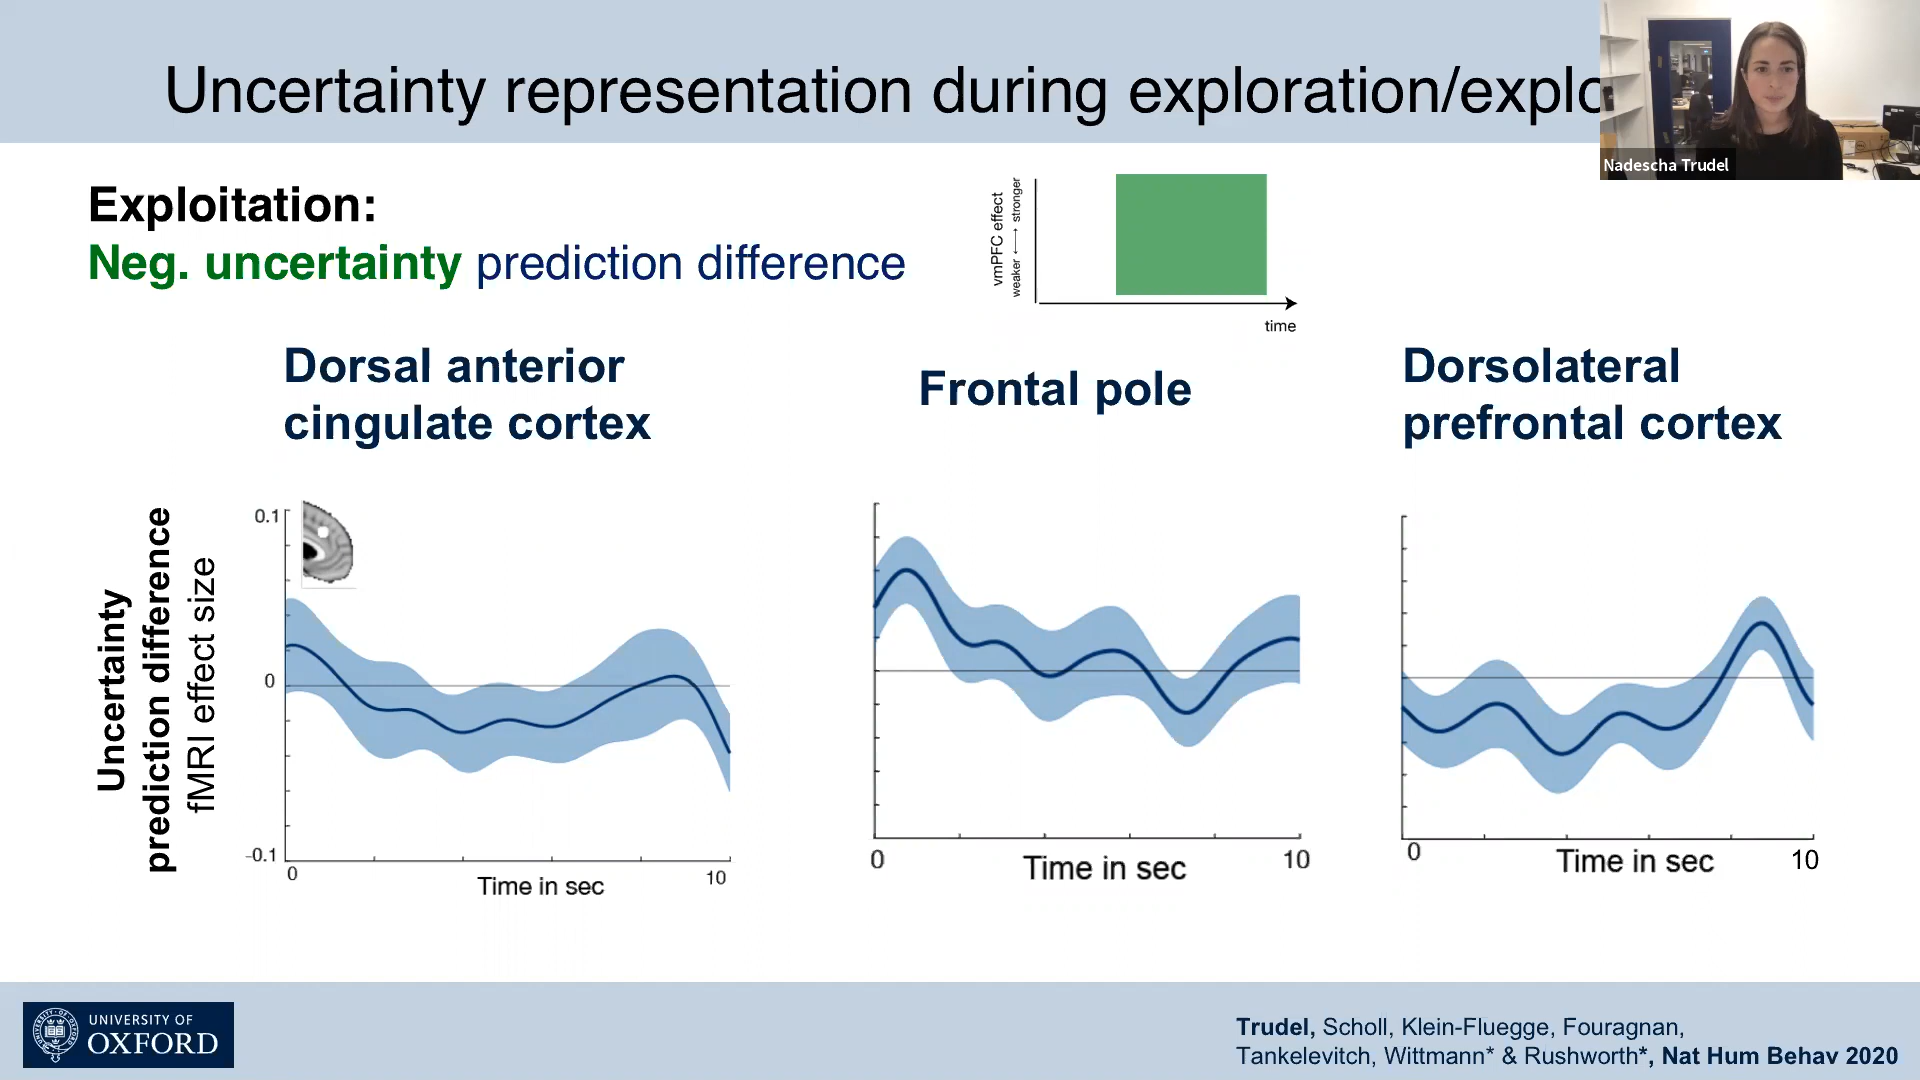 Uncertainty representation during exploration/explo
Nadescha Trudel
Exploitation:
Neg. uncertainty prediction difference
vmPFC effect
weaker ⟷ stronger
time
Dorsal anterior
cingulate cortex
Frontal pole
Dorsolateral
prefrontal cortex
Uncertainty
prediction difference
fMRI effect size
0.1
0
-0.1
0
10
Time in sec
0
10
Time in sec
0
10
Time in sec
UNIVERSITY OF
OXFORD
Trudel, Scholl, Klein-Fluegge, Fouragnan,
Tankelevitch, Wittmann* & Rushworth*, Nat Hum Behav 2020